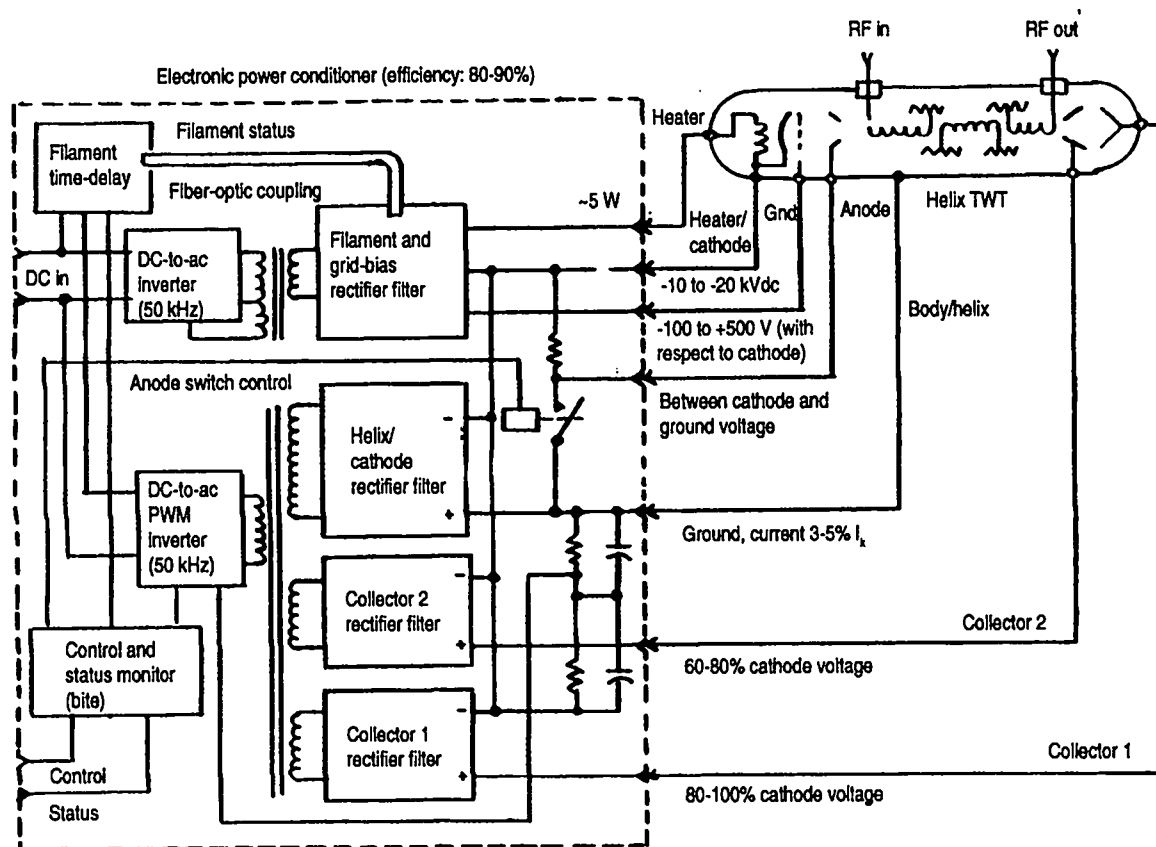 RF in
RF out
Electronic power conditioner (efficiency: 80-90%)
Filament
time-delay
Filament status
Fiber-optic coupling
Heater
~5 W
Heater/
cathode
Gnd
Anode
Helix TWT
DC in
DC-to-ac
inverter
(50 kHz)
Filament and
grid-bias
rectifier filter
-10 to -20 kVdc
Body/helix
-100 to +500 V (with
respect to cathode)
Anode switch control
Between cathode and
ground voltage
Helix/
cathode
rectifier filter
-
+
DC-to-ac
PWM
inverter
(50 kHz)
Ground, current 3-5% Ik
Collector 2
rectifier filter
-
+
Collector 2
60-80% cathode voltage
Control and
status monitor
(bite)
Collector 1
rectifier filter
-
+
Collector 1
80-100% cathode voltage
Control
Status